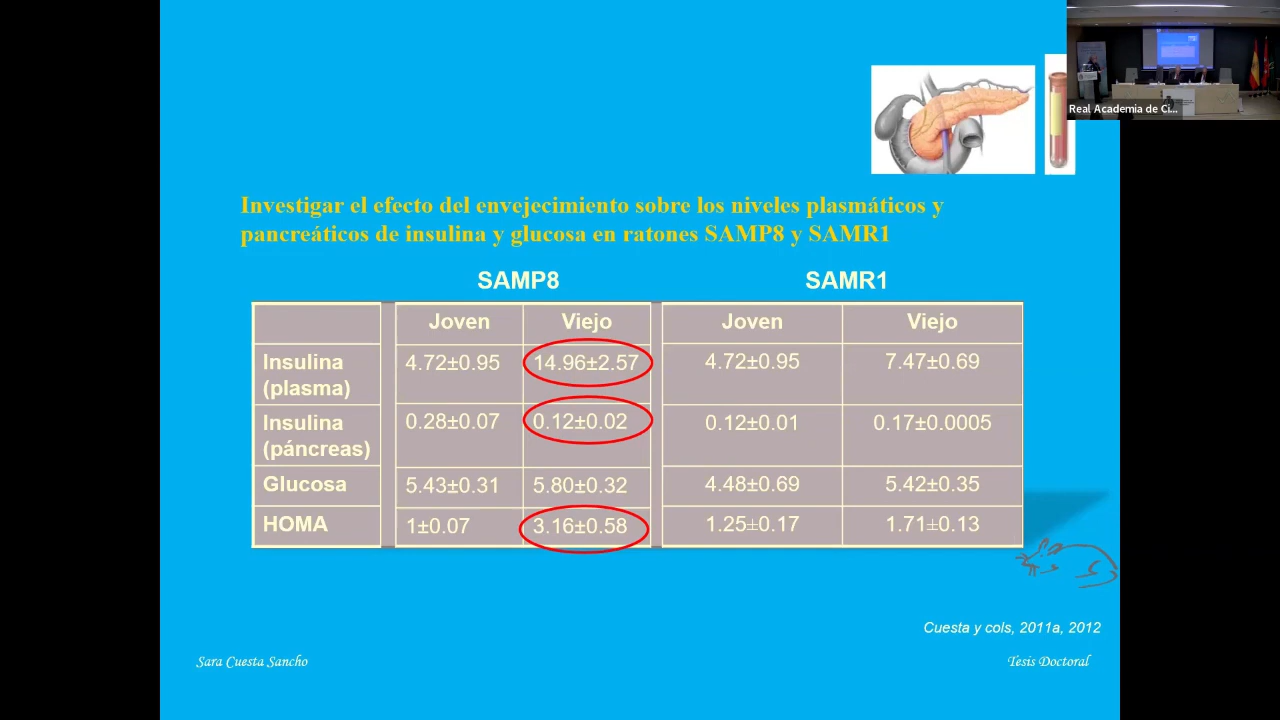 Real Academia de Ci...
Investigar el efecto del envejecimiento sobre los niveles plasmáticos y
pancreáticos de insulina y glucosa en ratones SAMP8 y SAMR1
SAMP8 SAMR1
Joven Viejo Joven Viejo
Insulina (plasma) 4.72±0.95 14.96±2.57 4.72±0.95 7.47±0.69
Insulina (páncreas) 0.28±0.07 0.12±0.02 0.12±0.01 0.17±0.0005
Glucosa 5.43±0.31 5.80±0.32 4.48±0.69 5.42±0.35
HOMA 1±0.07 3.16±0.58 1.25±0.17 1.71±0.13
Cuesta y cols, 2011a, 2012
Sara Cuesta Sancho Tesis Doctoral